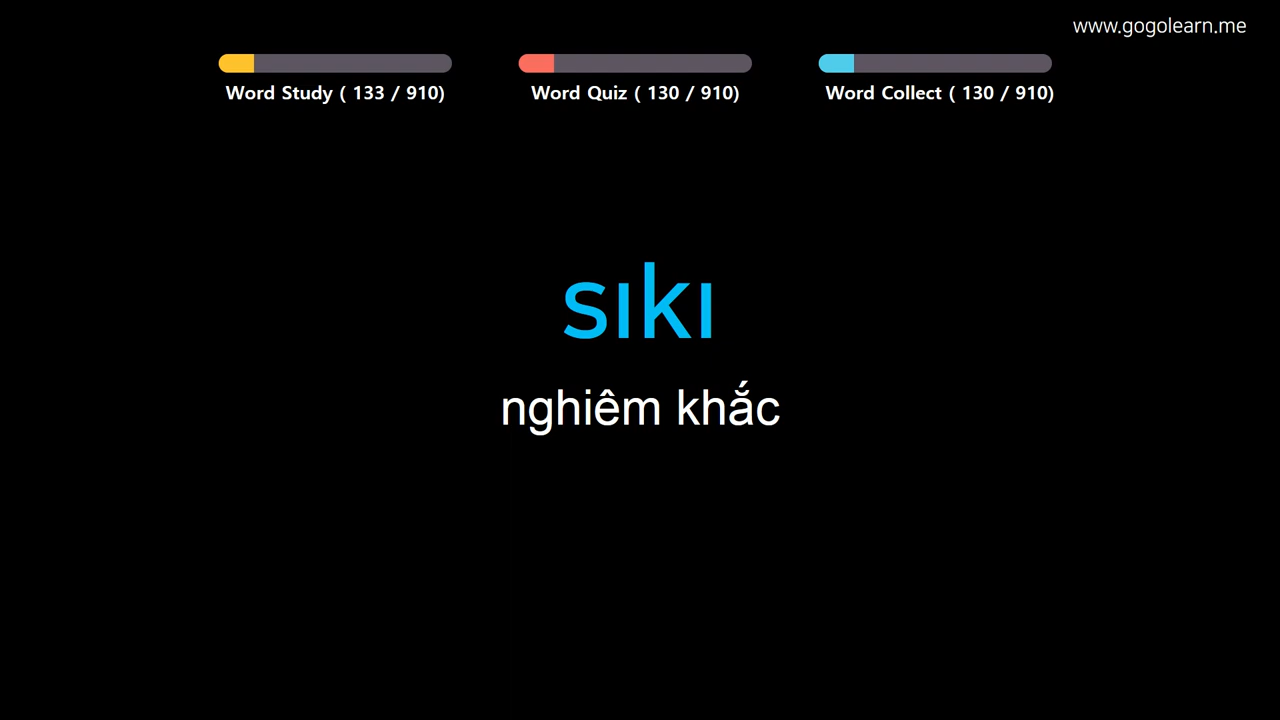 www.gogolearn.me
Word Study ( 133 / 910)
Word Quiz ( 130 / 910)
Word Collect ( 130 / 910)
sıkı
nghiêm khắc